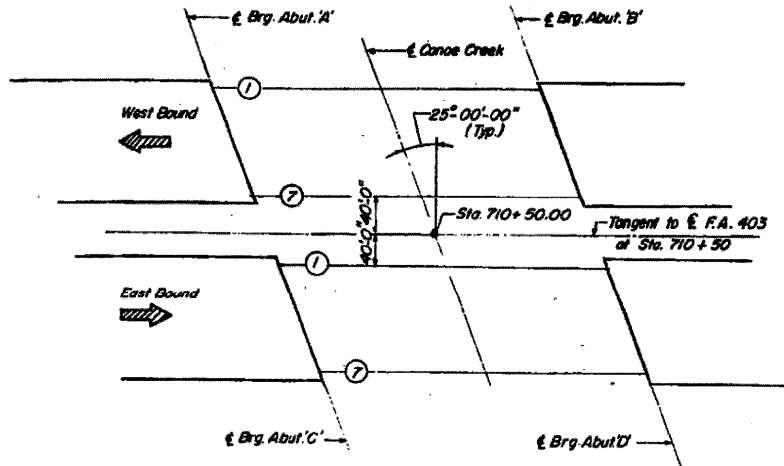 ℄ Brg. Abut. 'A'
℄ Brg. Abut. 'B'
℄ Canoe Creek
1
25°-00'-00"
(Typ.)
West Bound
7
40'-0"
40'-0"
Sta. 710+50.00
Tangent to ℄ F.A. 403
at Sta. 710+50
1
East Bound
7
℄ Brg. Abut. 'C'
℄ Brg. Abut. 'D'